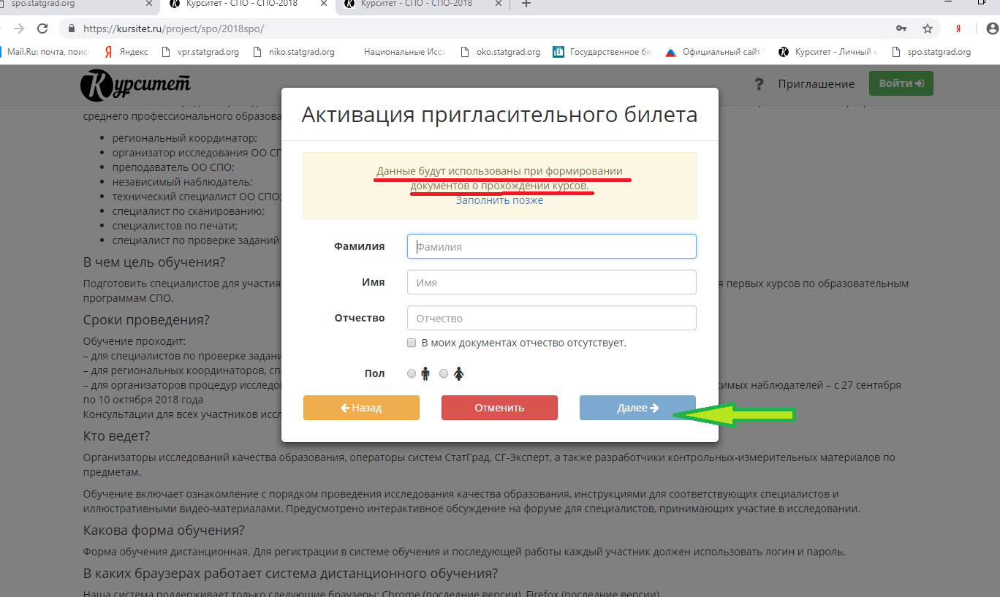 spo.statgrad.org
Курситет - СПО - СПО-2018
Курситет - СПО - СПО-2018
https://kursitet.ru/project/spo/2018spo/
Mail.Ru: почта, поис
Яндекс
vpr.statgrad.org
niko.statgrad.org
Национальные Иссл
oko.statgrad.org
Государственное бю
Официальный сайт
Курситет - Личный
spo.statgrad.org
Курситет
? Приглашение
Войти
среднего профессионального образова
региональный координатор;
организатор исследования ОО СП
преподаватель ОО СПО;
независимый наблюдатель;
технический специалист ОО СПО;
специалист по сканированию;
специалистов по печати;
специалист по проверке заданий
В чем цель обучения?
Подготовить специалистов для участия
я первых курсов по образовательным
программам СПО.
Сроки проведения?
Обучение проходит:
– для специалистов по проверке задани
– для региональных координаторов, сп
– для организаторов процедур исследо
симых наблюдателей – с 27 сентября
по 10 октября 2018 года
Консультации для всех участников иссл
Кто ведет?
Организаторы исследований качества образования, операторы систем СтатГрад, СГ-Эксперт, а также разработчики контрольных-измерительных материалов по
предметам.
Обучение включает ознакомление с порядком проведения исследования качества образования, инструкциями для соответствующих специалистов и
иллюстративными видео-материалами. Предусмотрено интерактивное обсуждение на форуме для специалистов, принимающих участие в исследовании.
Какова форма обучения?
Форма обучения дистанционная. Для регистрации в системе обучения и последующей работы каждый участник должен использовать логин и пароль.
В каких браузерах работает система дистанционного обучения?
Наша система поддерживает только следующие браузеры: Chrome (последние версии), Firefox (последние версии)
Активация пригласительного билета
Данные будут использованы при формировании
документов о прохождении курсов.
Заполнить позже
Фамилия
Фамилия
Имя
Имя
Отчество
Отчество
В моих документах отчество отсутствует.
Пол
Назад
Отменить
Далее